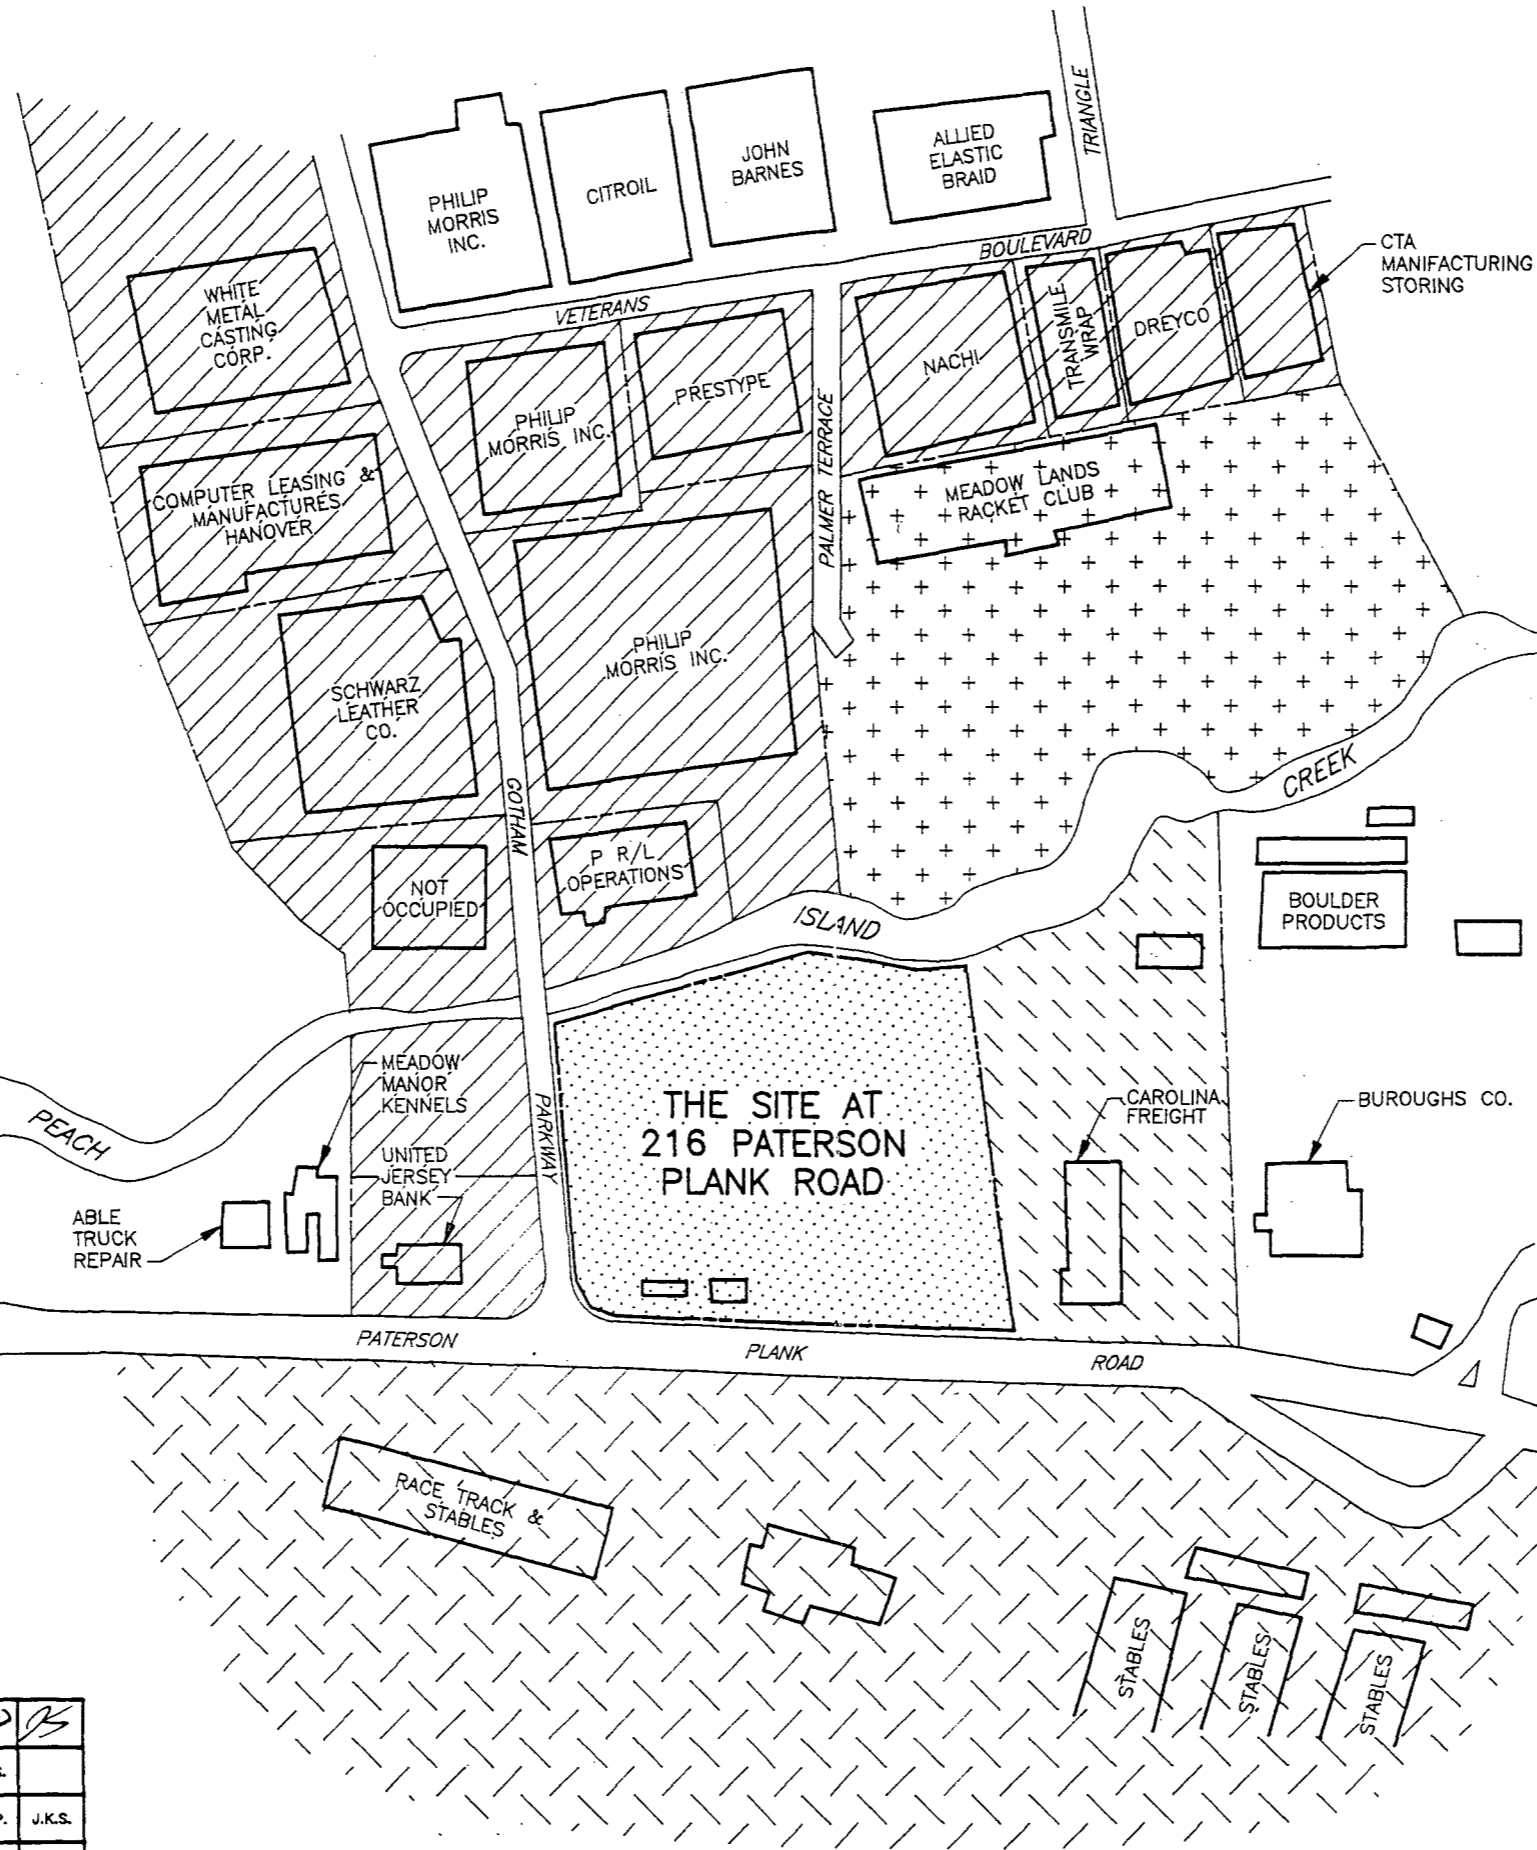 TRIANGLE
PHILIP
MORRIS
INC.
CITROIL
JOHN
BARNES
ALLIED
ELASTIC
BRAID
BOULEVARD
VETERANS
CTA
MANIFACTURING
STORING
WHITE
METAL
CASTING
CORP.
PHILIP
MORRIS INC.
PRESTYPE
PALMER TERRACE
NACHI
TRANSMILE
WRAP
DREYCO
COMPUTER LEASING &
MANUFACTURES
HANOVER
MEADOW LANDS
RACKET CLUB
SCHWARZ
LEATHER
CO.
PHILIP
MORRIS INC.
GOTHAM
NOT
OCCUPIED
P R/L
OPERATIONS
ISLAND
CREEK
BOULDER
PRODUCTS
PEACH
MEADOW
MANOR
KENNELS
UNITED
JERSEY
BANK
PARKWAY
THE SITE AT
216 PATERSON
PLANK ROAD
CAROLINA
FREIGHT
BUROUGHS CO.
ABLE
TRUCK
REPAIR
PATERSON
PLANK
ROAD
RACE TRACK &
STABLES
STABLES
STABLES
STABLES
J.K.S.